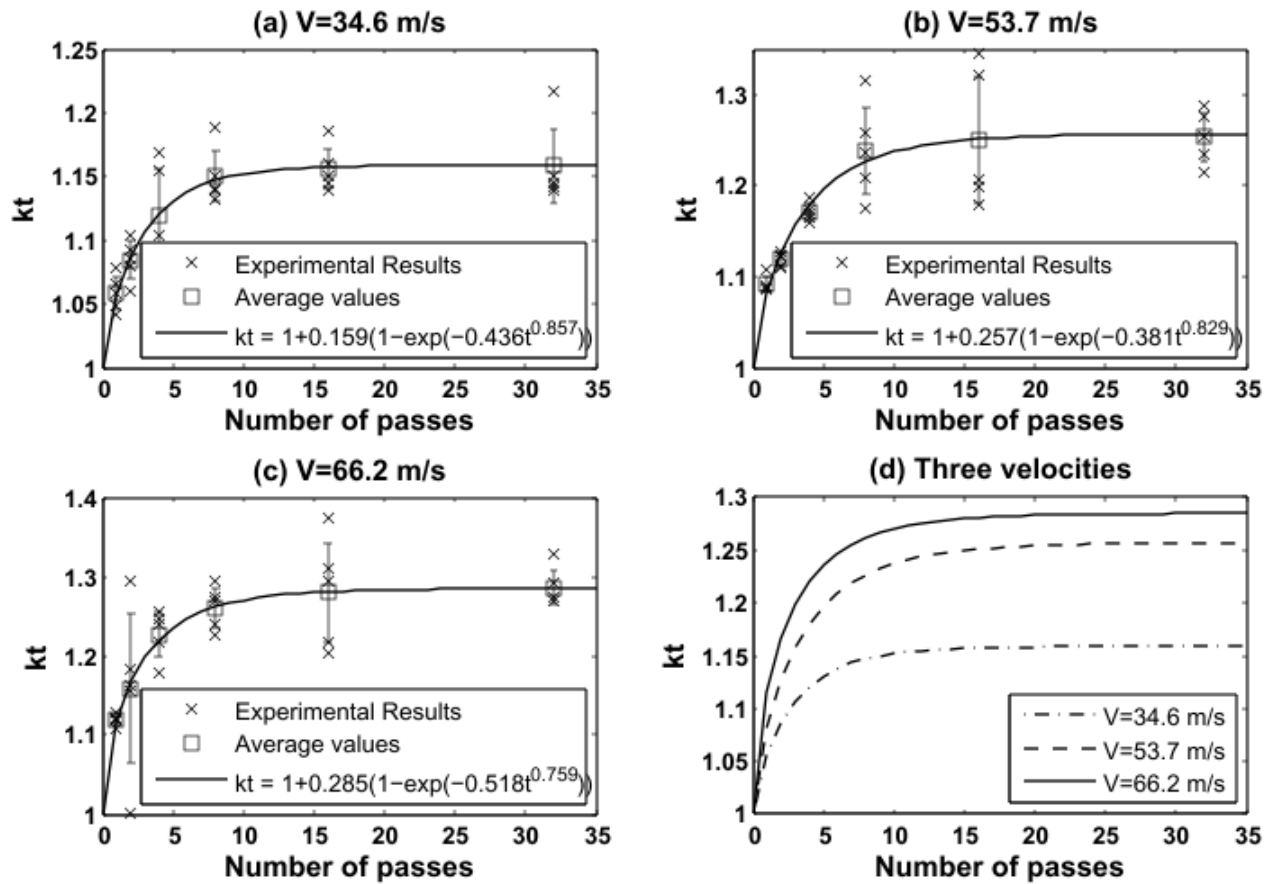 (a) V=34.6 m/s
1.25
1.2
1.15
1.1
1.05
1
kt
0 5 10 15 20 25 30 35
Number of passes
Experimental Results
Average values
kt = 1+0.159(1−exp(−0.436t^0.857))
(b) V=53.7 m/s
1.3
1.2
1.1
1
kt
0 5 10 15 20 25 30 35
Number of passes
Experimental Results
Average values
kt = 1+0.257(1−exp(−0.381t^0.829))
(c) V=66.2 m/s
1.4
1.3
1.2
1.1
1
kt
0 5 10 15 20 25 30 35
Number of passes
Experimental Results
Average values
kt = 1+0.285(1−exp(−0.518t^0.759))
(d) Three velocities
1.3
1.25
1.2
1.15
1.1
1.05
1
kt
0 5 10 15 20 25 30 35
Number of passes
V=34.6 m/s
V=53.7 m/s
V=66.2 m/s